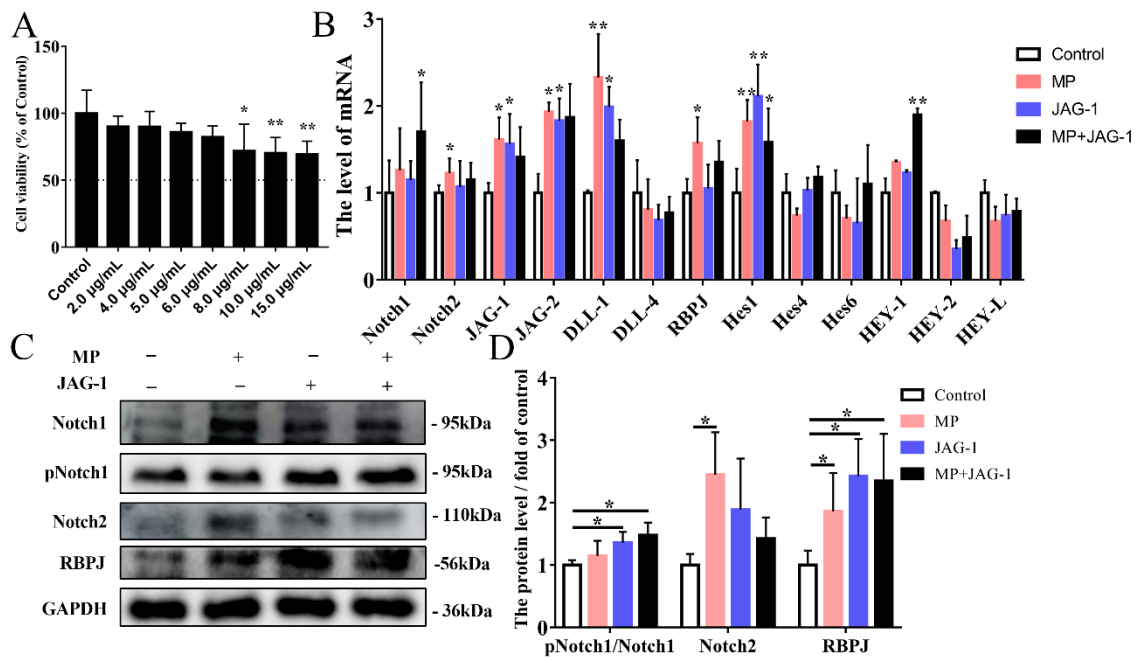 A
Cell viability (% of Control)
150
100
50
0
*
**
**
Control
2.0 μg/mL
4.0 μg/mL
5.0 μg/mL
6.0 μg/mL
8.0 μg/mL
10.0 μg/mL
15.0 μg/mL
B
The level of mRNA
3
2
1
0
*
*
*
*
*
*
**
*
*
**
**
*
**
Control
MP
JAG-1
MP+JAG-1
Notch1
Notch2
JAG-1
JAG-2
DLL-1
DLL-4
RBPJ
Hes1
Hes4
Hes6
HEY-1
HEY-2
HEY-L
C
MP – + – +
JAG-1 – – + +
Notch1 - 95kDa
pNotch1 - 95kDa
Notch2 - 110kDa
RBPJ -56kDa
GAPDH - 36kDa
D
The protein level / fold of control
4
3
2
1
0
*
*
*
*
*
*
Control
MP
JAG-1
MP+JAG-1
pNotch1/Notch1
Notch2
RBPJ